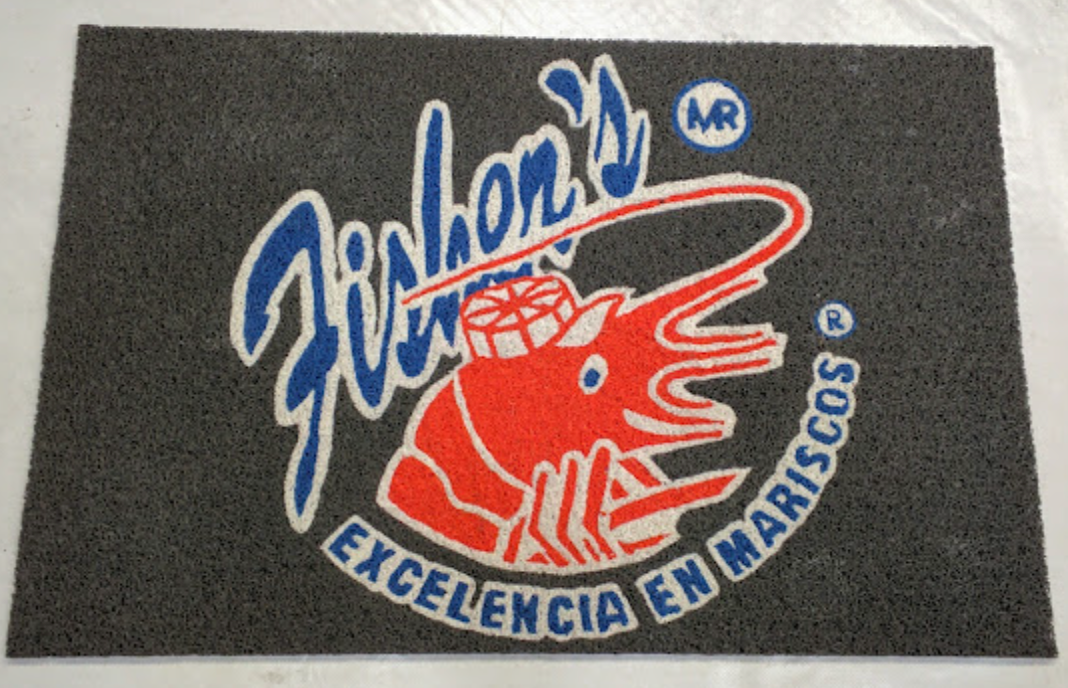 Fisher's
MR
®
EXCELENCIA EN MARISCOS